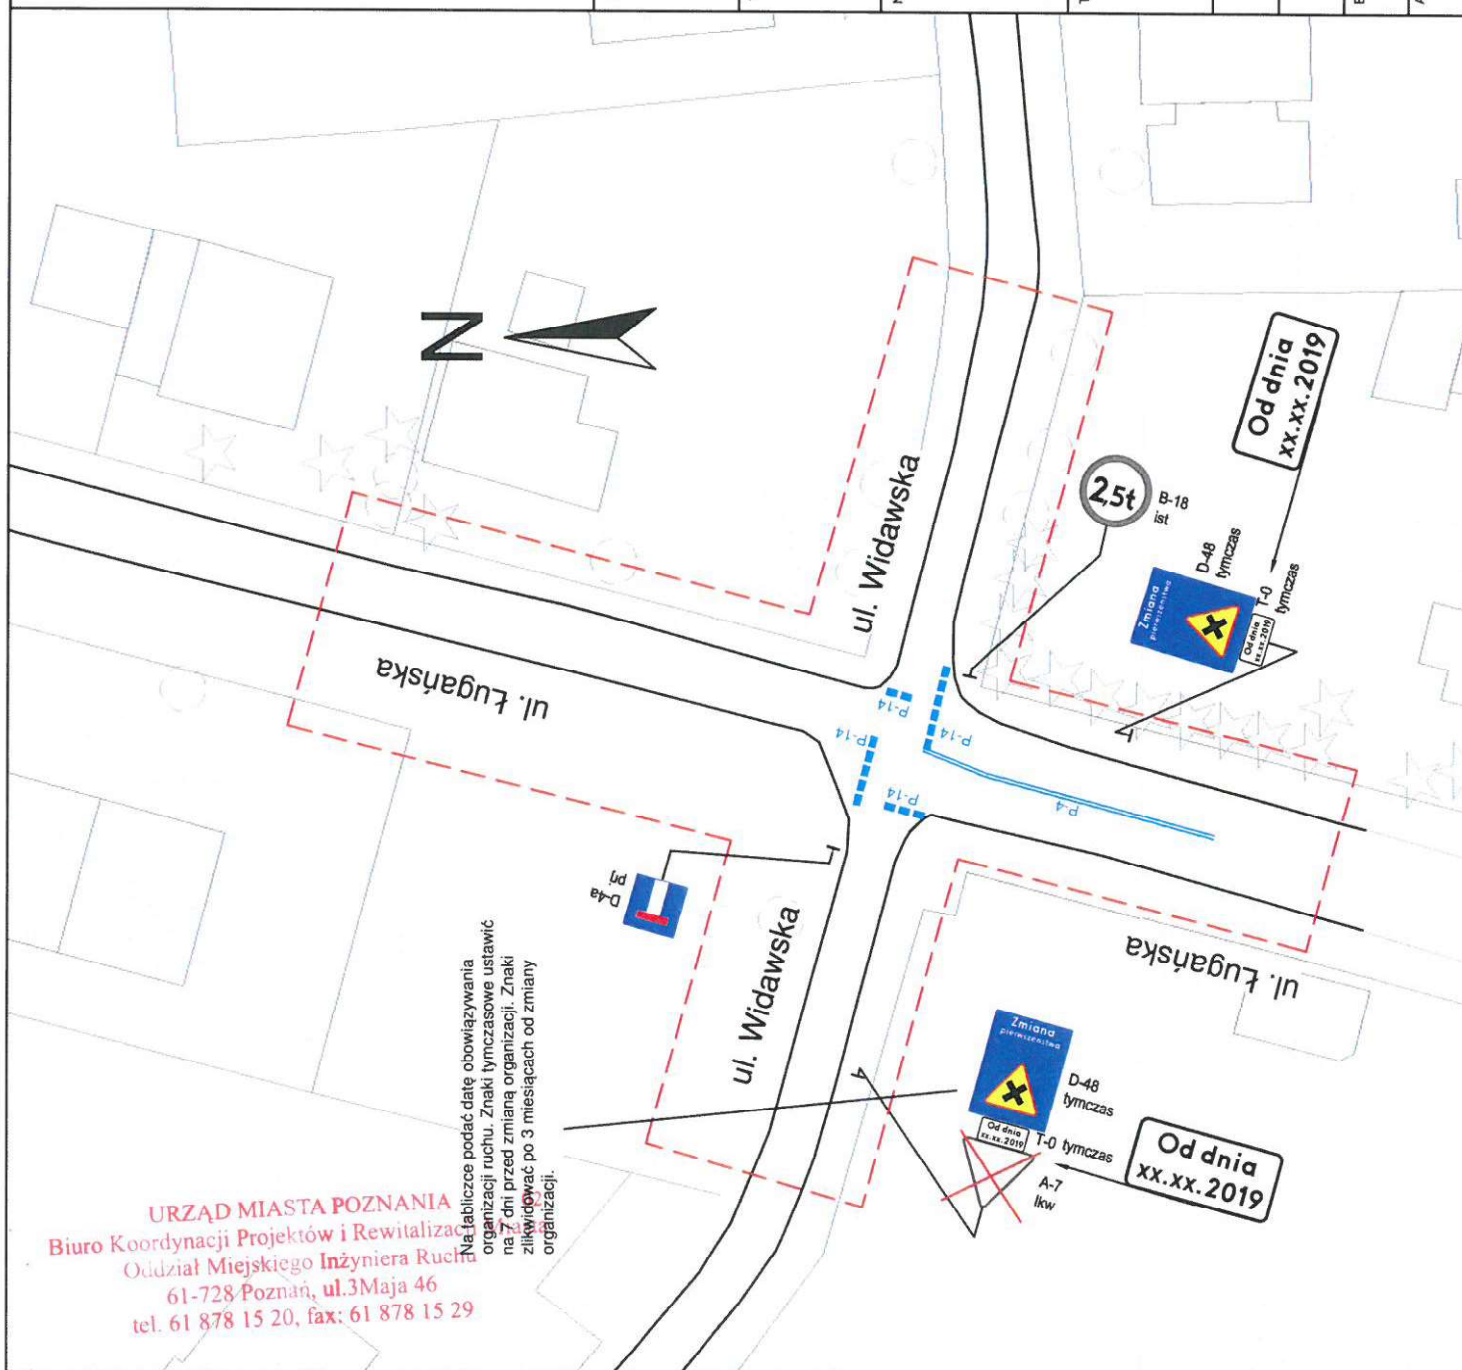 N
ul. Ługańska
ul. Widawska
2,5t
B-18
ist
Od dnia
xx.xx.2019
D-48
tymczas
Zmiana
pierwszeństwa
T-0
tymczas
Od dnia
xx.xx.2019
P-14
P-14
P-14
P-14
P-4
D-4a
prj
ul. Widawska
ul. Ługańska
Na tabliczce podać datę obowiązywania
organizacji ruchu. Znaki tymczasowe ustawić
na 7 dni przed zmianą organizacji. Znaki
zlikwidować po 3 miesiącach od zmiany
organizacji.
Zmiana
pierwszeństwa
D-48
tymczas
Od dnia
xx.xx.2019
T-0 tymczas
A-7
lkw
Od dnia
xx.xx.2019
URZĄD MIASTA POZNANIA
Biuro Koordynacji Projektów i Rewitalizacji Miasta
Oddział Miejskiego Inżyniera Ruchu
61-728 Poznań, ul.3Maja 46
tel. 61 878 15 20, fax: 61 878 15 29